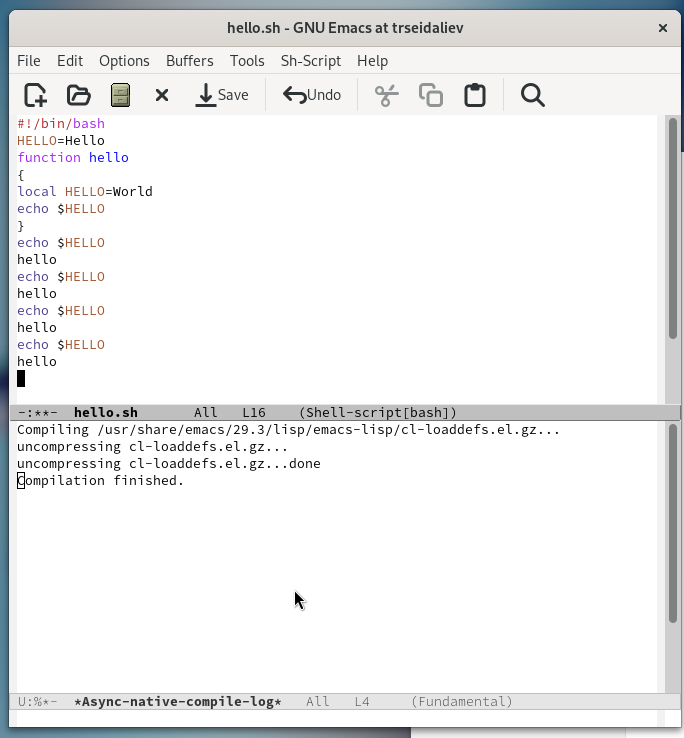 hello.sh - GNU Emacs at trseidaliev ×
File Edit Options Buffers Tools Sh-Script Help
Save Undo
#!/bin/bash
HELLO=Hello
function hello
{
local HELLO=World
echo $HELLO
}
echo $HELLO
hello
echo $HELLO
hello
echo $HELLO
hello
echo $HELLO
hello
-:**-  hello.sh       All   L16    (Shell-script[bash])
Compiling /usr/share/emacs/29.3/lisp/emacs-lisp/cl-loaddefs.el.gz...
uncompressing cl-loaddefs.el.gz...
uncompressing cl-loaddefs.el.gz...done
Compilation finished.
U:%*-  *Async-native-compile-log*   All   L4     (Fundamental)